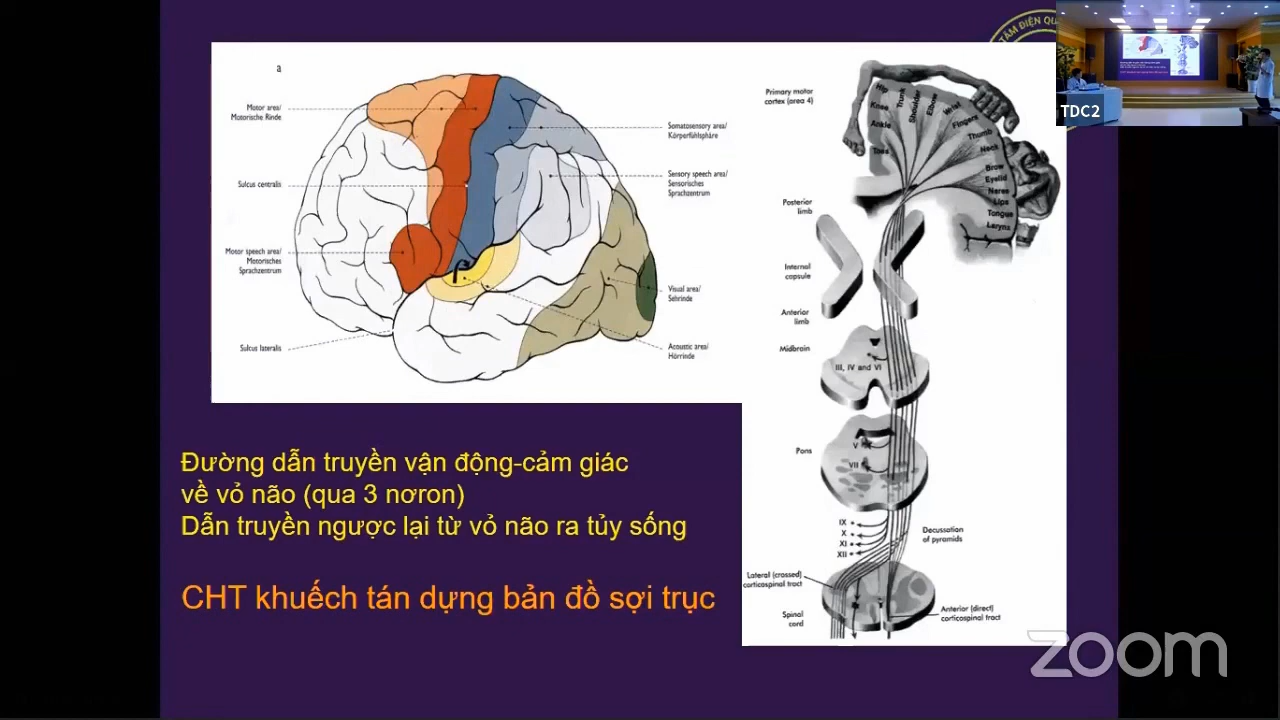 TÂM ĐIỆN QU
TDC2
a
Motor area/
Motorische Rinde
Sulcus centralis
Motor speech area/
Motorisches
Sprachzentrum
Sulcus lateralis
Somatosensory area/
Körperfühlsphäre
Sensory speech area/
Sensorisches
Sprachzentrum
Visual area/
Sehrinde
Acoustic area/
Hörrinde
Primary motor
cortex (area 4)
Hip
Knee
Ankle
Toes
Trunk
Shoulder
Elbow
Wrist
Fingers
Thumb
Neck
Brow
Eyelid
Nares
Lips
Tongue
Larynx
Posterior
limb
Internal
capsule
Anterior
limb
Midbrain
III, IV and VI
Pons
V
VII
IX
X
XI
XII
Decussation
of pyramids
Lateral (crossed)
corticospinal tract
Spinal
cord
Anterior (direct)
corticospinal tract
Đường dẫn truyền vận động-cảm giác
về vỏ não (qua 3 nơron)
Dẫn truyền ngược lại từ vỏ não ra tủy sống
CHT khuếch tán dựng bản đồ sợi trục
zoom